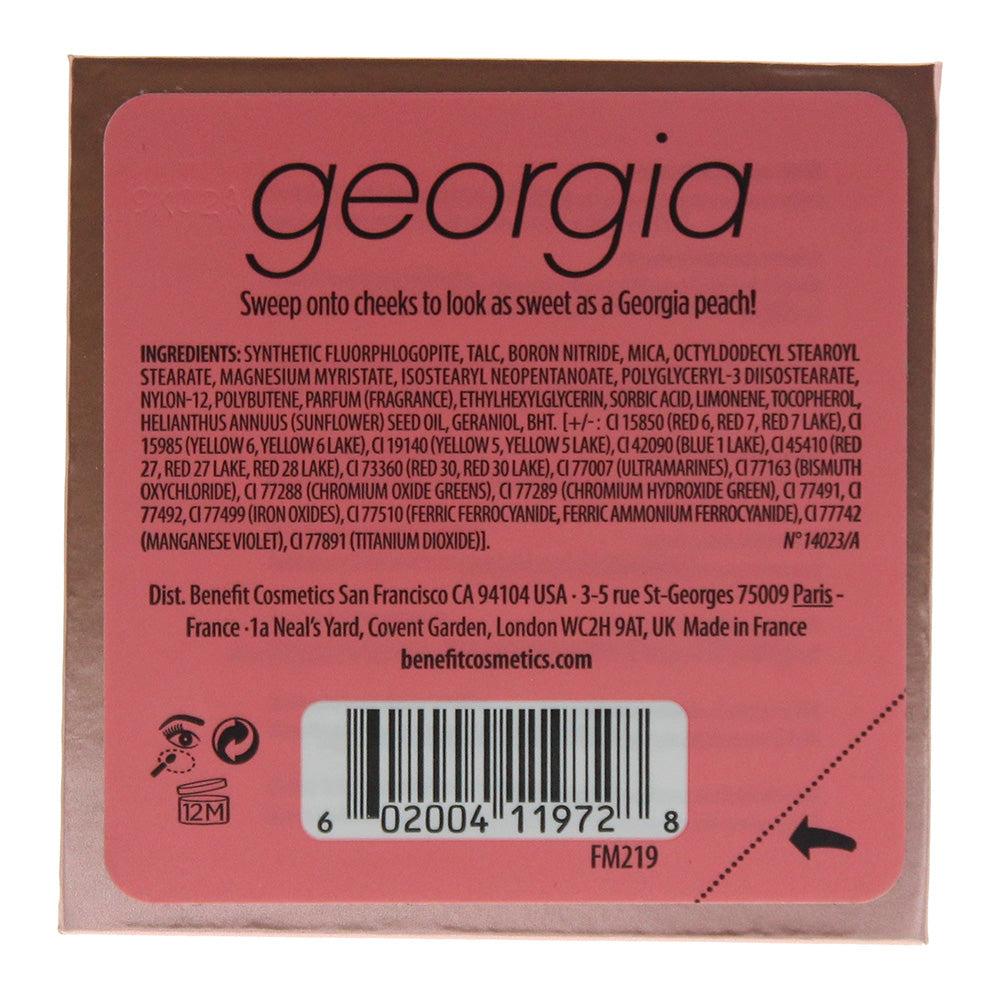 georgia
Sweep onto cheeks to look as sweet as a Georgia peach!
INGREDIENTS: SYNTHETIC FLUORPHLOGOPITE, TALC, BORON NITRIDE, MICA, OCTYLDODECYL STEAROYL
STEARATE, MAGNESIUM MYRISTATE, ISOSTEARYL NEOPENTANOATE, POLYGLYCERYL-3 DIISOSTEARATE,
NYLON-12, POLYBUTENE, PARFUM (FRAGRANCE), ETHYLHEXYLGLYCERIN, SORBIC ACID, LIMONENE, TOCOPHEROL,
HELIANTHUS ANNUUS (SUNFLOWER) SEED OIL, GERANIOL, BHT. [+/- : CI 15850 (RED 6, RED 7, RED 7 LAKE), CI
15985 (YELLOW 6, YELLOW 6 LAKE), CI 19140 (YELLOW 5, YELLOW 5 LAKE), CI 42090 (BLUE 1 LAKE), CI 45410 (RED
27, RED 27 LAKE, RED 28 LAKE), CI 73360 (RED 30, RED 30 LAKE), CI 77007 (ULTRAMARINES), CI 77163 (BISMUTH
OXYCHLORIDE), CI 77288 (CHROMIUM OXIDE GREENS), CI 77289 (CHROMIUM HYDROXIDE GREEN), CI 77491, CI
77492, CI 77499 (IRON OXIDES), CI 77510 (FERRIC FERROCYANIDE, FERRIC AMMONIUM FERROCYANIDE), CI 77742
(MANGANESE VIOLET), CI 77891 (TITANIUM DIOXIDE)]. N° 14023/A
Dist. Benefit Cosmetics San Francisco CA 94104 USA · 3-5 rue St-Georges 75009 Paris -
France ·1a Neal's Yard, Covent Garden, London WC2H 9AT, UK Made in France
benefitcosmetics.com
12M
6 02004 11972 8
FM219